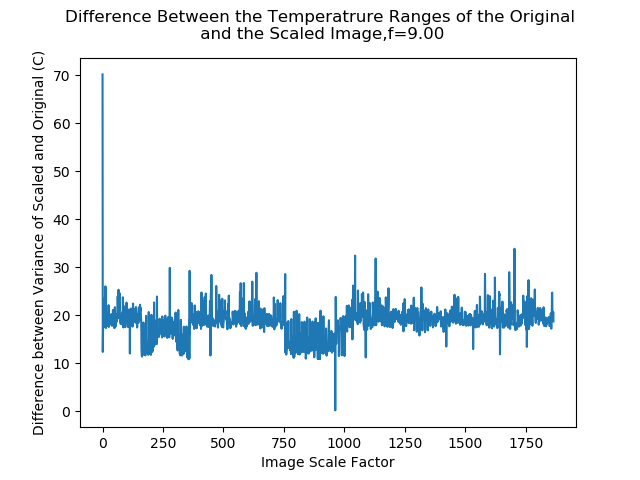 Difference Between the Temperatrure Ranges of the Original
and the Scaled Image,f=9.00
Difference between Variance of Scaled and Original (C)
70
60
50
40
30
20
10
0
0 250 500 750 1000 1250 1500 1750
Image Scale Factor